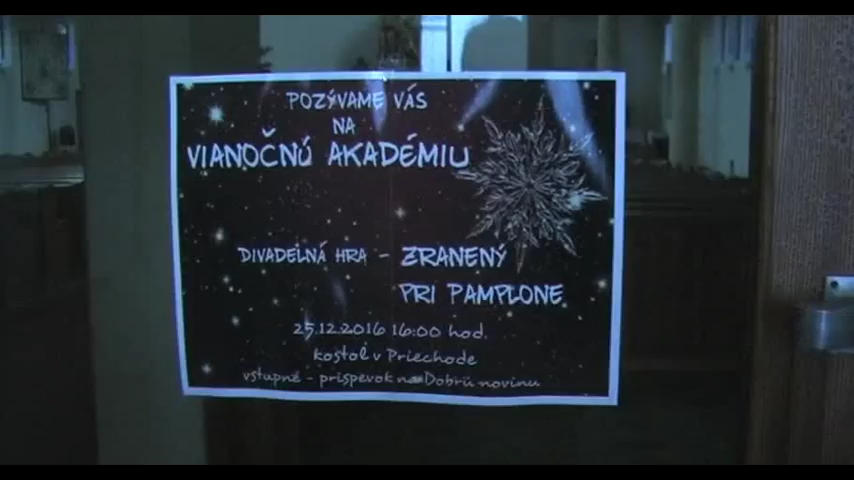 POZÝVAME VÁS
NA
VIANOČNÚ AKADÉMIU
DIVADELNÁ HRA - ZRANENÝ
PRI PAMPLONE
25.12.2016 16:00 hod.
kostol v Priechode
vstupné - príspevok na Dobrú novinu